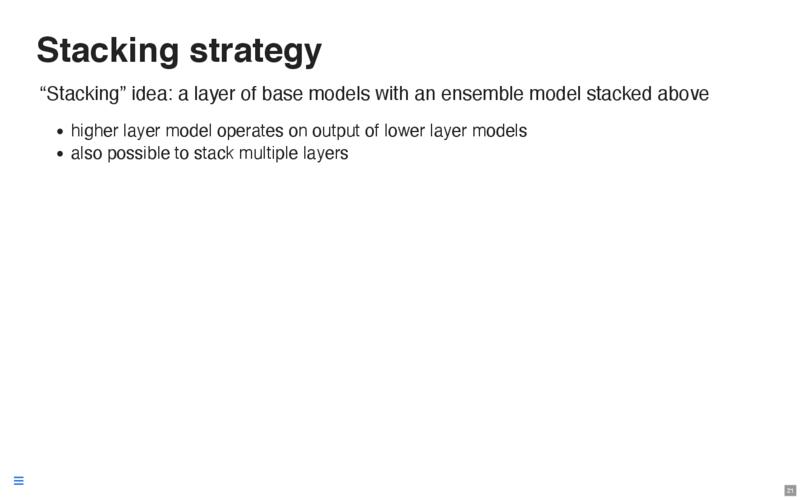 Stacking strategy
“Stacking” idea: a layer of base models with an ensemble model stacked above
• higher layer model operates on output of lower layer models
• also possible to stack multiple layers
21